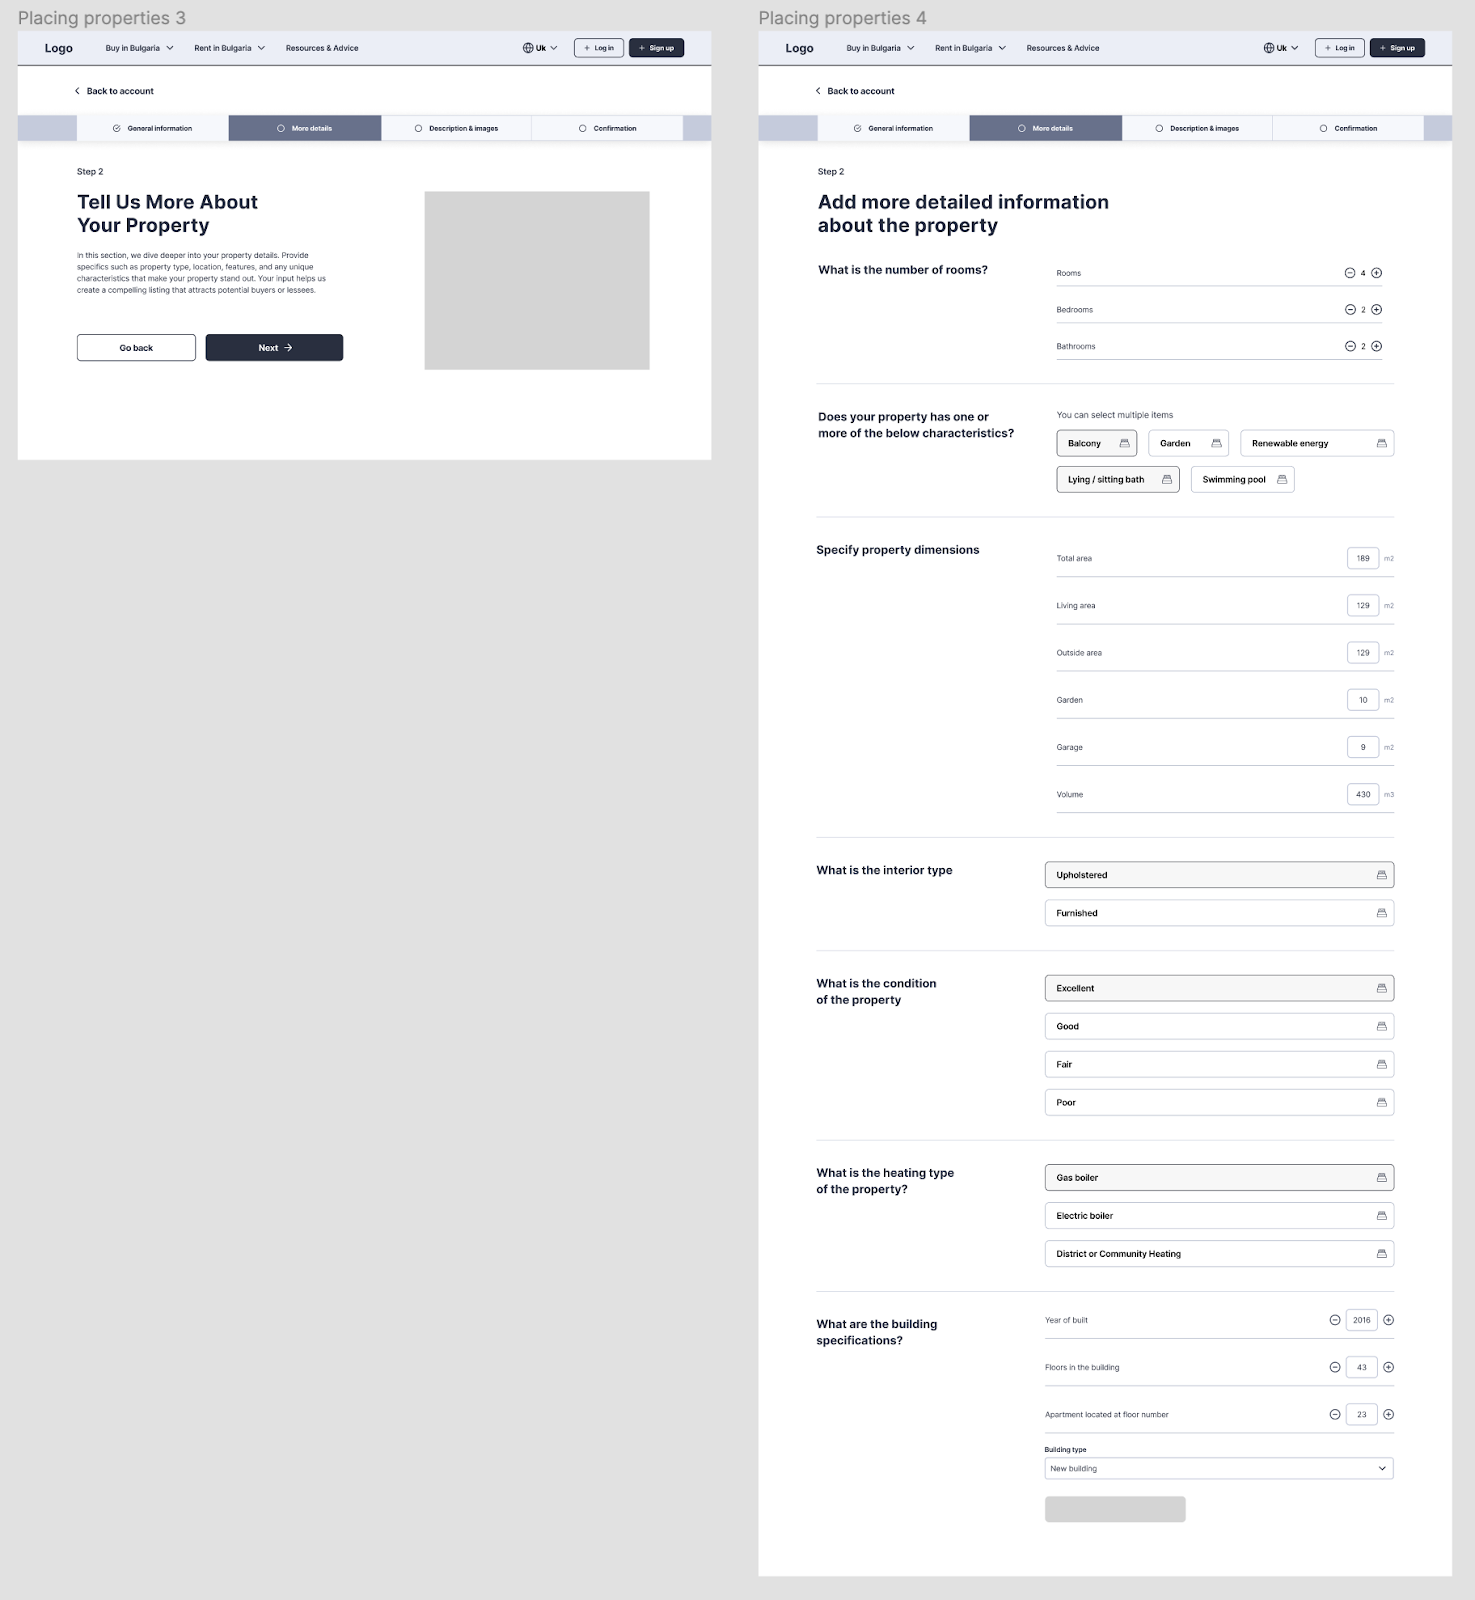 Placing properties 3
Logo
Buy in Bulgaria
Rent in Bulgaria
Resources & Advice
Uk
Log in
Sign up
Back to account
General information
More details
Description & images
Confirmation
Step 2
Tell Us More About
Your Property
In this section, we dive deeper into your property details. Provide
specifics such as property type, location, features, and any unique
characteristics that make your property stand out. Your input helps us
create a compelling listing that attracts potential buyers or lessees.
Go back
Next
Placing properties 4
Logo
Buy in Bulgaria
Rent in Bulgaria
Resources & Advice
Uk
Log in
Sign up
Back to account
General information
More details
Description & images
Confirmation
Step 2
Add more detailed information
about the property
What is the number of rooms?
Rooms
4
Bedrooms
2
Bathrooms
2
Does your property has one or
more of the below characteristics?
You can select multiple items
Balcony
Garden
Renewable energy
Lying / sitting bath
Swimming pool
Specify property dimensions
Total area
189 m2
Living area
129 m2
Outside area
129 m2
Garden
10 m2
Garage
9 m2
Volume
430 m3
What is the interior type
Upholstered
Furnished
What is the condition
of the property
Excellent
Good
Fair
Poor
What is the heating type
of the property?
Gas boiler
Electric boiler
District or Community Heating
What are the building
specifications?
Year of built
2016
Floors in the building
43
Apartment located at floor number
23
Building type
New building